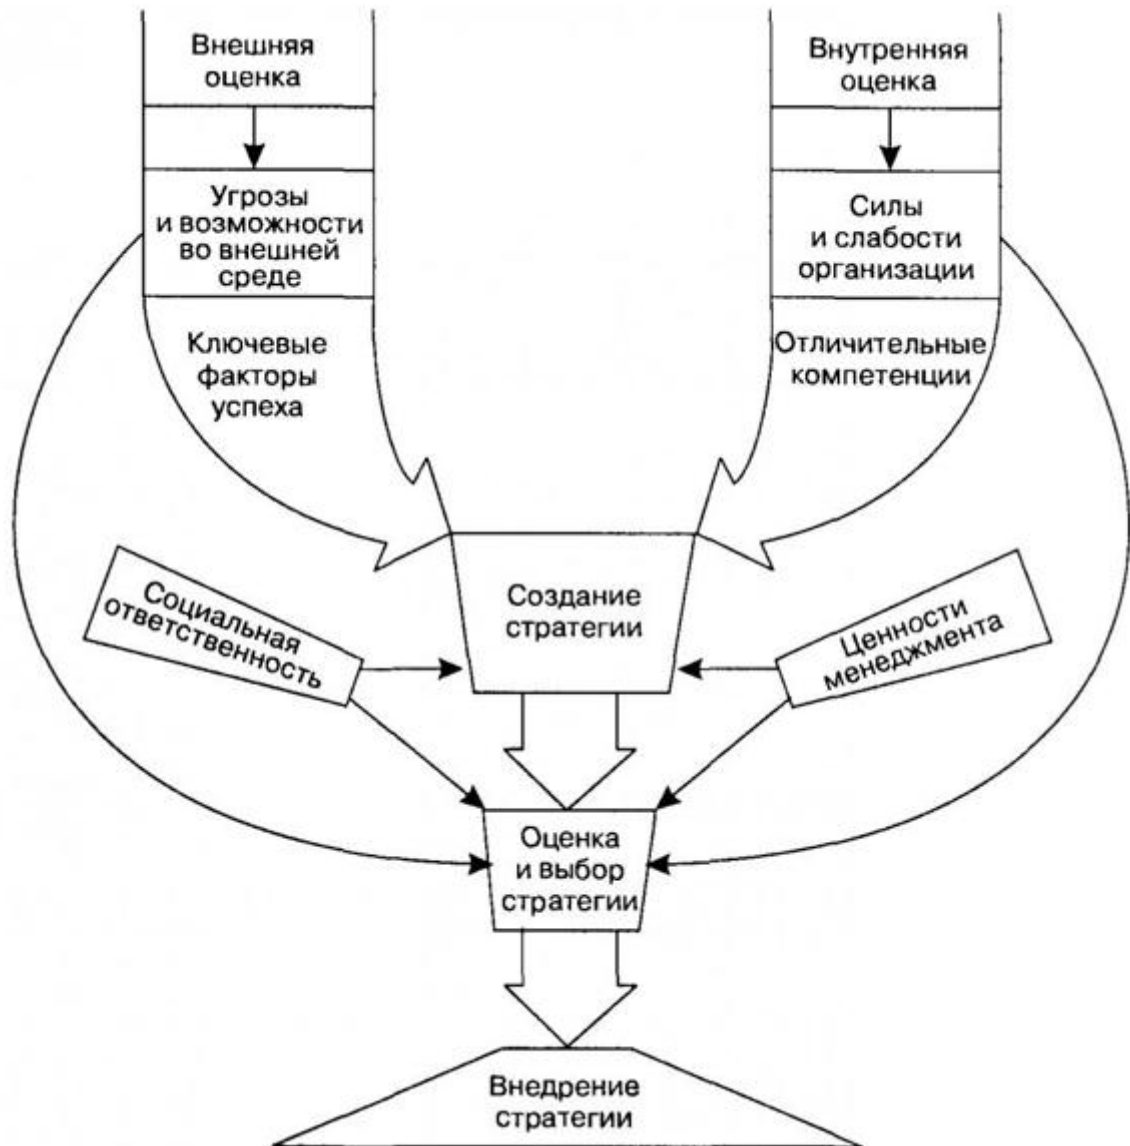 Внешняя
оценка
Внутренняя
оценка
Угрозы
и возможности
во внешней
среде
Силы
и слабости
организации
Ключевые
факторы
успеха
Отличительные
компетенции
Создание
стратегии
Социальная
ответственность
Ценности
менеджмента
Оценка
и выбор
стратегии
Внедрение
стратегии